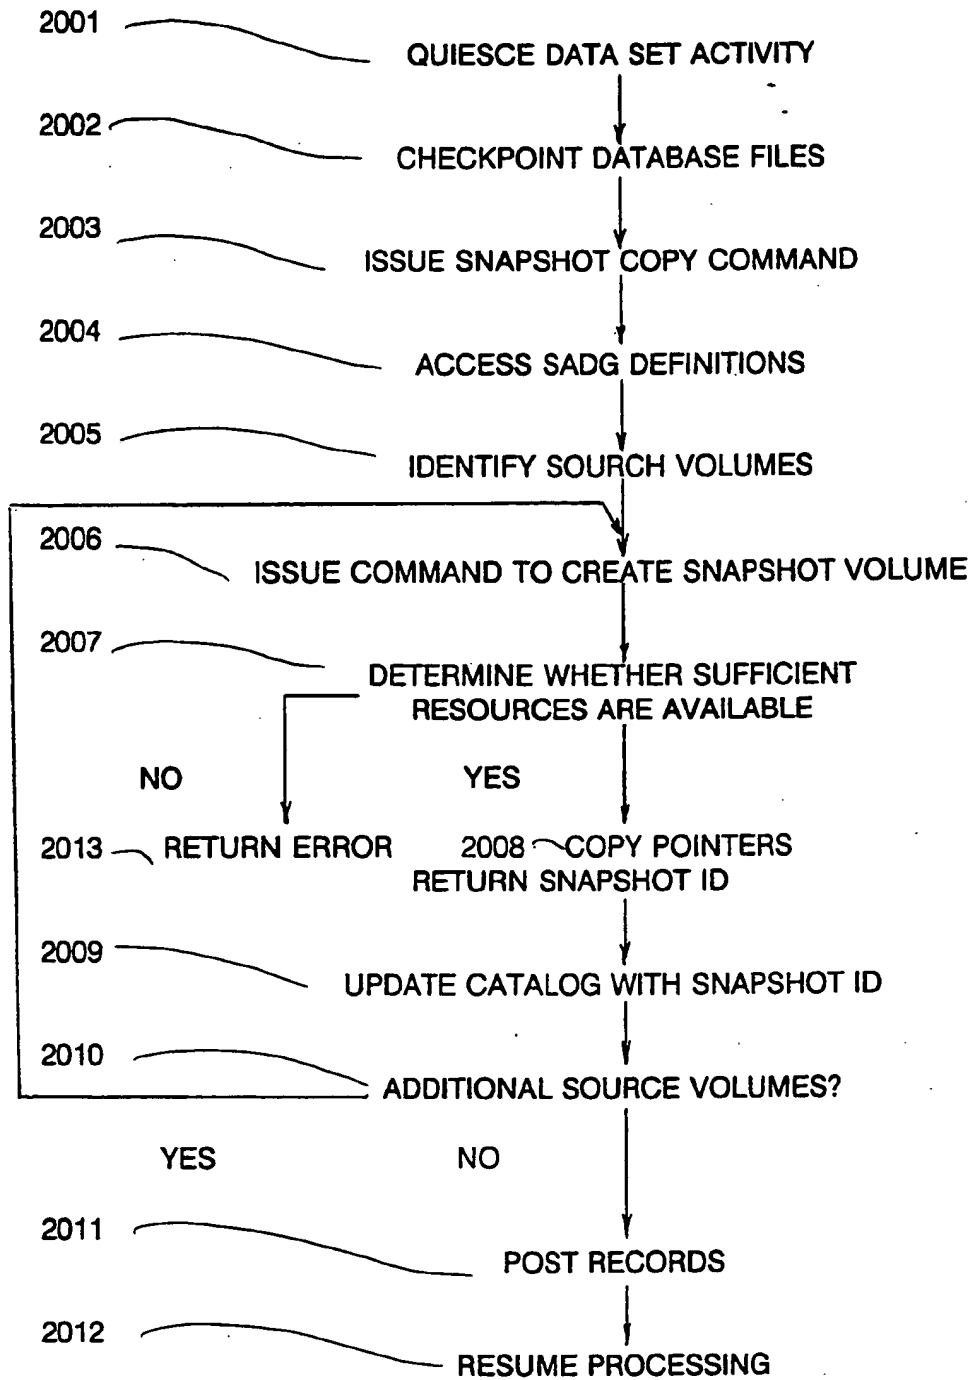 2001
QUIESCE DATA SET ACTIVITY
2002
CHECKPOINT DATABASE FILES
2003
ISSUE SNAPSHOT COPY COMMAND
2004
ACCESS SADG DEFINITIONS
2005
IDENTIFY SOURCH VOLUMES
2006
ISSUE COMMAND TO CREATE SNAPSHOT VOLUME
2007
DETERMINE WHETHER SUFFICIENT
RESOURCES ARE AVAILABLE
NO YES
2013 RETURN ERROR 2008 COPY POINTERS
RETURN SNAPSHOT ID
2009
UPDATE CATALOG WITH SNAPSHOT ID
2010
ADDITIONAL SOURCE VOLUMES?
YES NO
2011
POST RECORDS
2012
RESUME PROCESSING